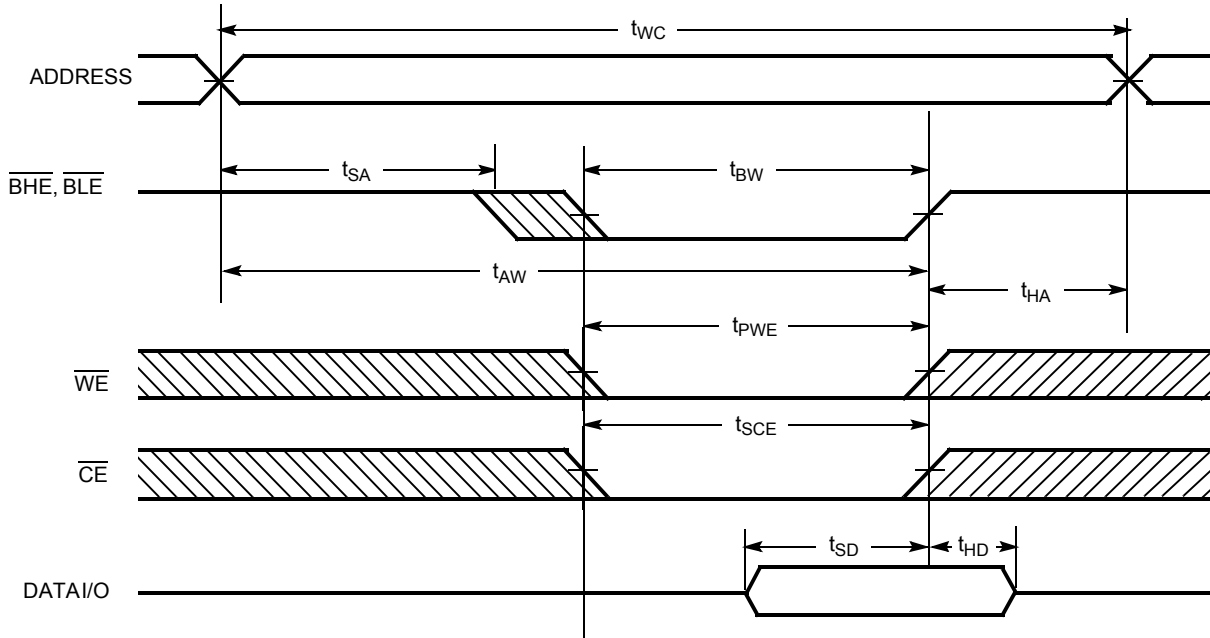 tWC
ADDRESS
tSA
tBW
BHE, BLE
tAW
tHA
tPWE
WE
tSCE
CE
tSD
tHD
DATAI/O